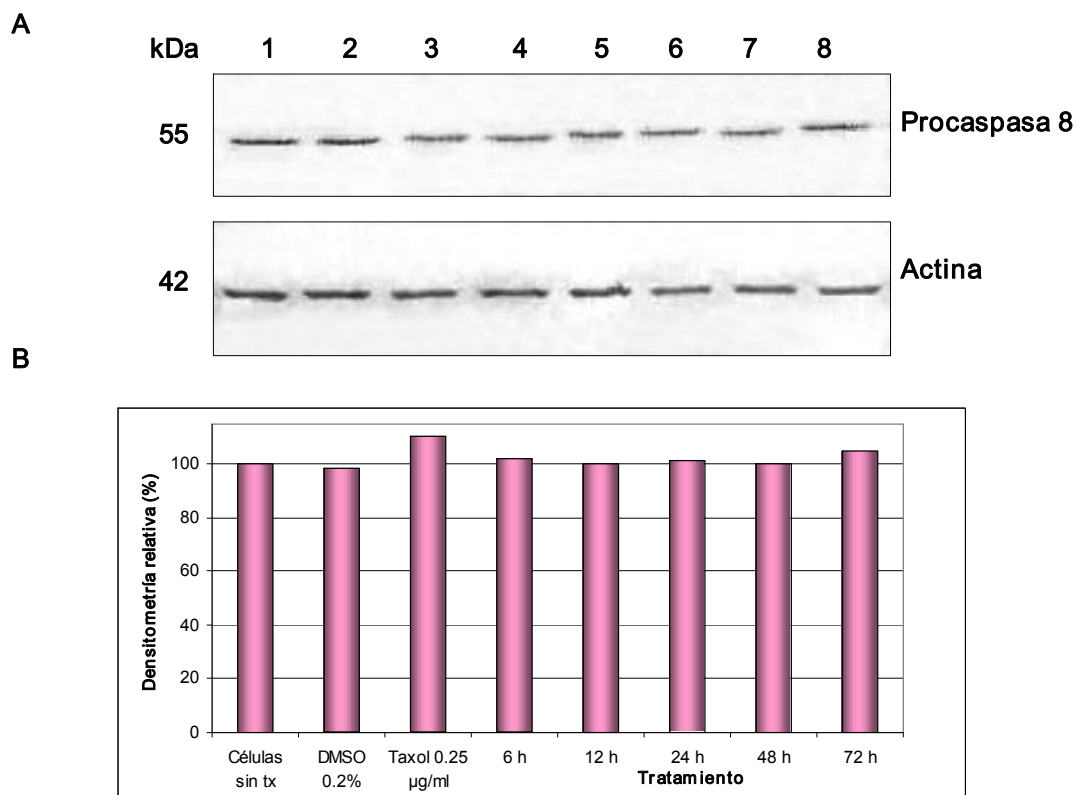 A
kDa 1 2 3 4 5 6 7 8
55 Procaspasa 8
42 Actina
B
Densitometría relativa (%)
100
80
60
40
20
0
Células sin tx
DMSO 0.2%
Taxol 0.25 µg/ml
6 h
12 h
24 h
48 h
72 h
Tratamiento